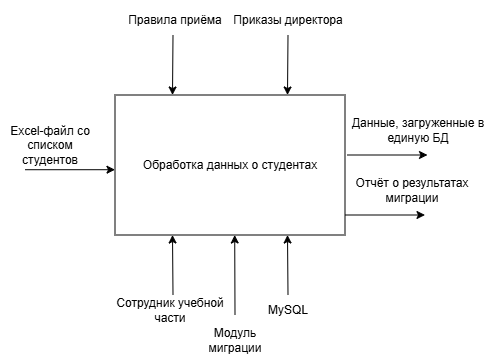 Правила приёма
Приказы директора
Excel-файл со
списком
студентов
Обработка данных о студентах
Данные, загруженные в
единую БД
Отчёт о результатах
миграции
Сотрудник учебной
части
Модуль
миграции
MySQL